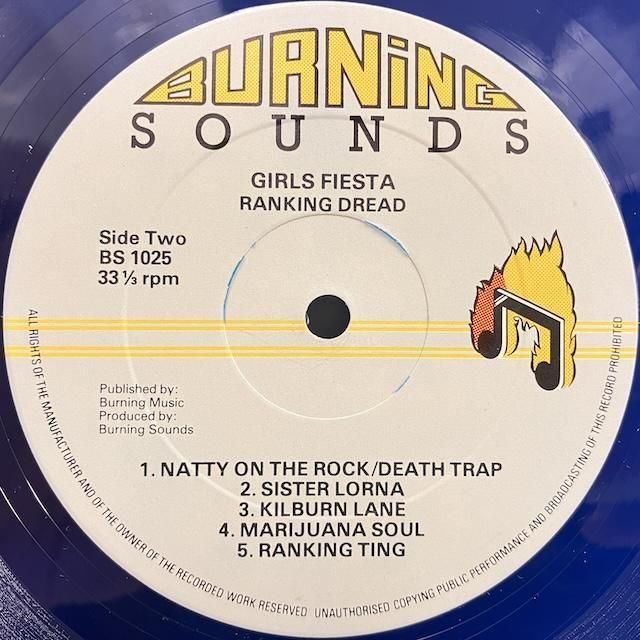 BURNiNG
SOUNDS
GIRLS FIESTA
RANKING DREAD
Side Two
BS 1025
33 ⅓ rpm
Published by:
Burning Music
Produced by:
Burning Sounds
1. NATTY ON THE ROCK/DEATH TRAP
2. SISTER LORNA
3. KILBURN LANE
4. MARIJUANA SOUL
5. RANKING TING
ALL RIGHTS OF THE MANUFACTURER AND OF THE OWNER OF THE RECORDED WORK RESERVED UNAUTHORISED COPYING PUBLIC PERFORMANCE AND BROADCASTING OF THIS RECORD PROHIBITED